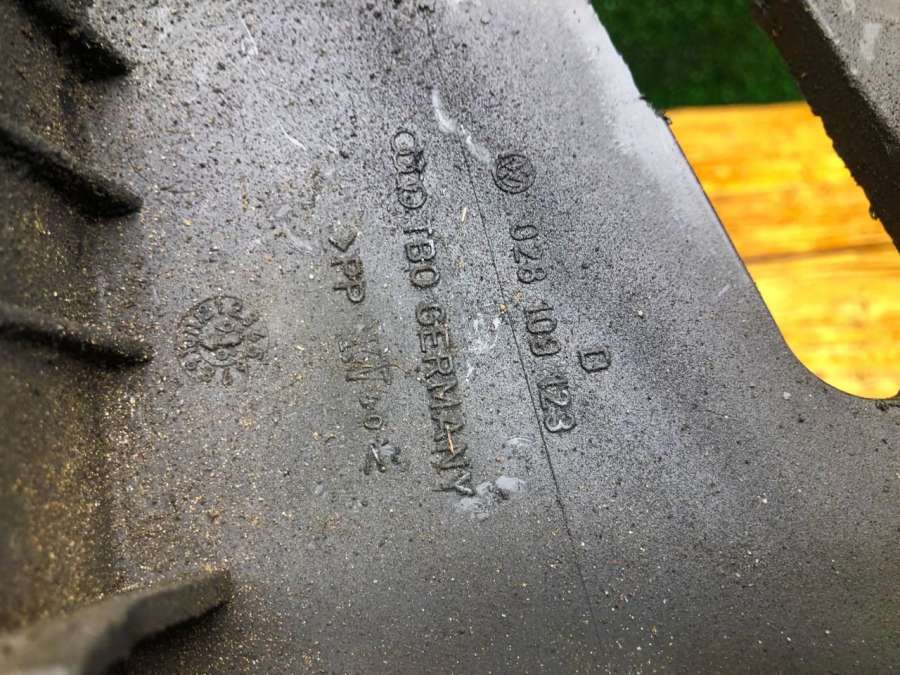 D
028 109 123
IBO GERMANY
>PP